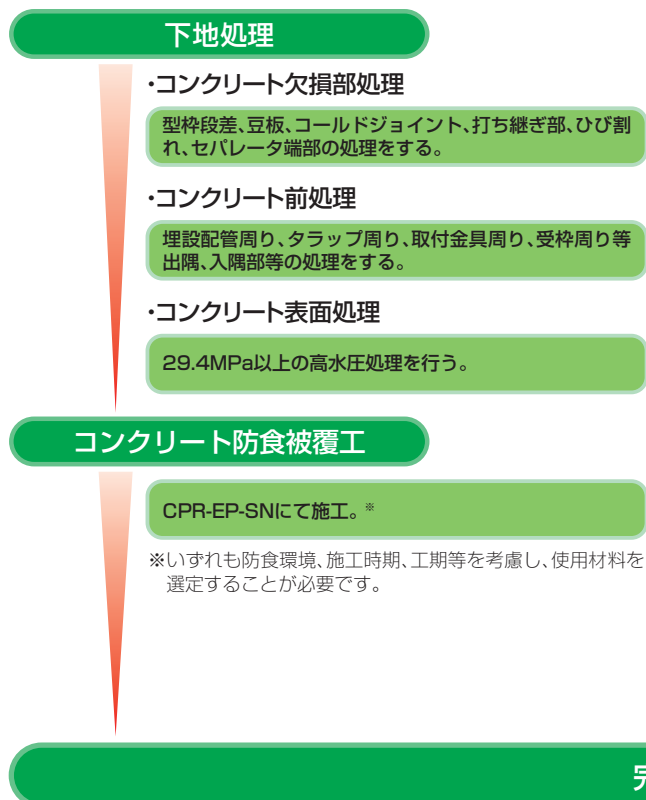 下地処理
・コンクリート欠損部処理
型枠段差、豆板、コールドジョイント、打ち継ぎ部、ひび割
れ、セパレータ端部の処理をする。
・コンクリート前処理
埋設配管周り、タラップ周り、取付金具周り、受枠周り等
出隅、入隅部等の処理をする。
・コンクリート表面処理
29.4MPa以上の高水圧処理を行う。
コンクリート防食被覆工
CPR-EP-SNにて施工。※
※いずれも防食環境、施工時期、工期等を考慮し、使用材料を
選定することが必要です。